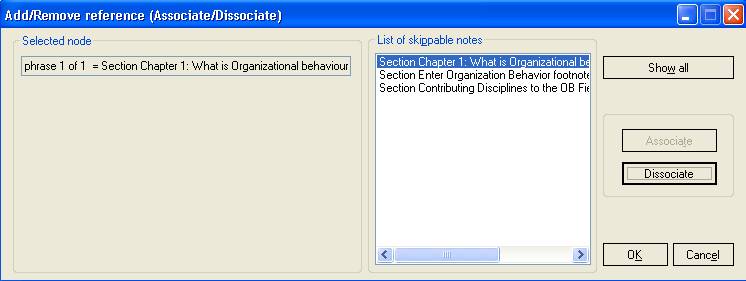 Add/Remove reference (Associate/Dissociate)
Selected node
phrase 1 of 1 = Section Chapter 1: What is Organizational behaviour
List of skippable notes
Section Chapter 1: What is Organizational be
Section Enter Organization Behavior footnote
Section Contributing Disciplines to the OB Fie
Show all
Associate
Dissociate
OK
Cancel